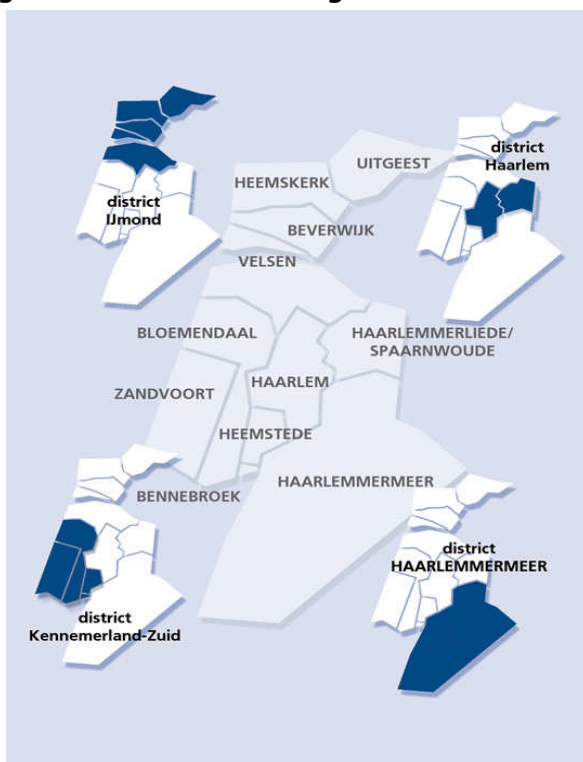 UITGEEST
district
Haarlem
HEEMSKERK
district
IJmond
BEVERWIJK
VELSEN
BLOEMENDAAL
HAARLEMMERLIEDE/
SPAARNWOUDE
HAARLEM
ZANDVOORT
HEEMSTEDE
HAARLEMMERMEER
BENNEBROEK
district
HAARLEMMERMEER
district
Kennemerland-Zuid